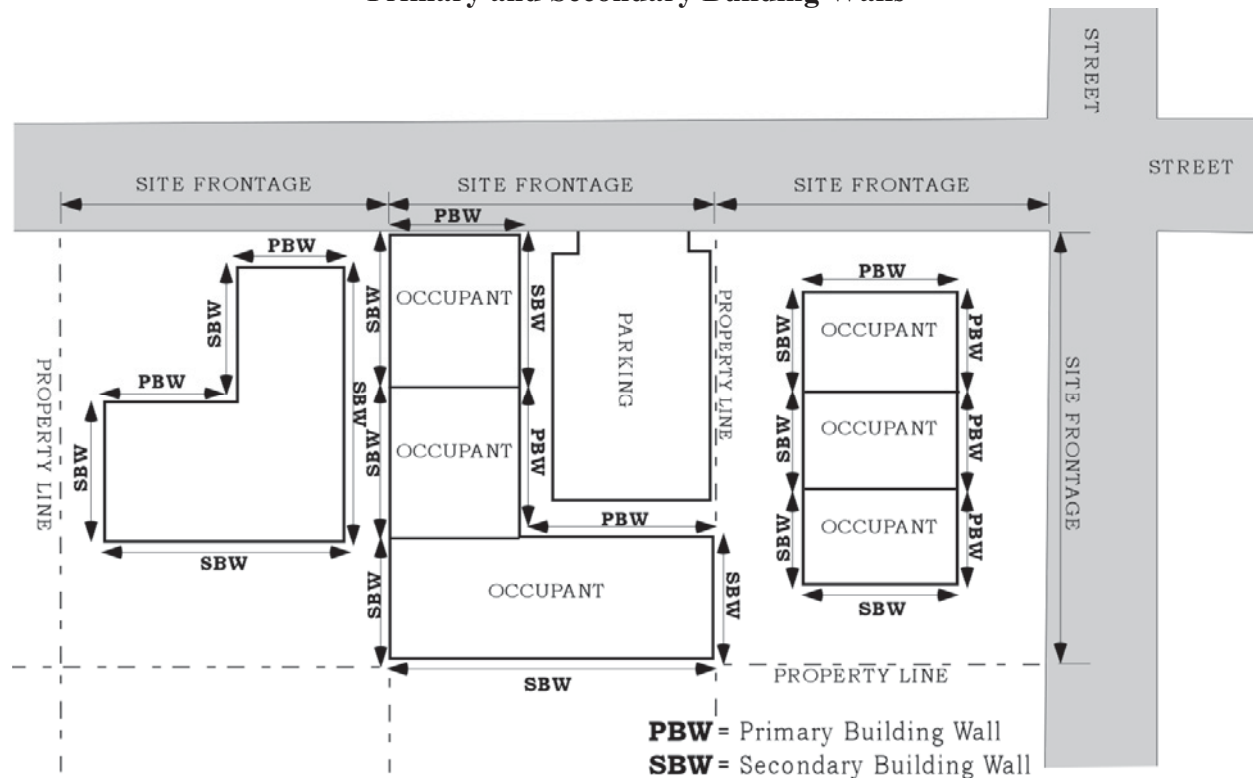 Primary and Secondary Building Walls
STREET
STREET
SITE FRONTAGE
SITE FRONTAGE
SITE FRONTAGE
PBW
PBW
SBW
PBW
SBW
SBW
SBW
PROPERTY LINE
SBW
OCCUPANT
SBW
SBW
OCCUPANT
SBW
PBW
PARKING
PBW
OCCUPANT
SBW
SBW
SBW
PROPERTY LINE
PBW
OCCUPANT
SBW
PBW
OCCUPANT
SBW
PBW
OCCUPANT
SBW
PBW
SBW
SITE FRONTAGE
PROPERTY LINE
PBW = Primary Building Wall
SBW = Secondary Building Wall